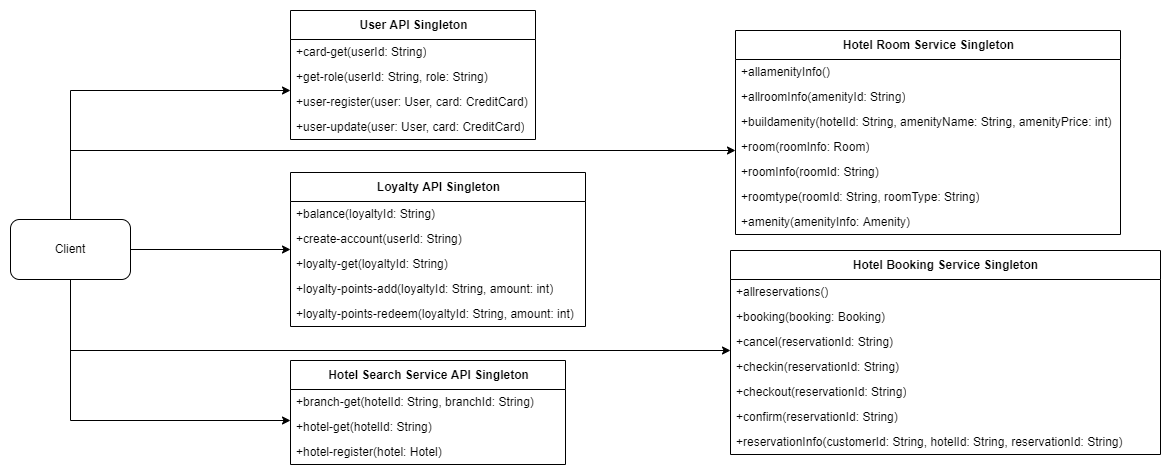 User API Singleton
+card-get(userId: String)
+get-role(userId: String, role: String)
+user-register(user: User, card: CreditCard)
+user-update(user: User, card: CreditCard)
Hotel Room Service Singleton
+allamenityInfo()
+allroomInfo(amenityId: String)
+buildamenity(hotelId: String, amenityName: String, amenityPrice: int)
+room(roomInfo: Room)
+roomInfo(roomId: String)
+roomtype(roomId: String, roomType: String)
+amenity(amenityInfo: Amenity)
Client
Loyalty API Singleton
+balance(loyaltyId: String)
+create-account(userId: String)
+loyalty-get(loyaltyId: String)
+loyalty-points-add(loyaltyId: String, amount: int)
+loyalty-points-redeem(loyaltyId: String, amount: int)
Hotel Booking Service Singleton
+allreservations()
+booking(booking: Booking)
+cancel(reservationId: String)
+checkin(reservationId: String)
+checkout(reservationId: String)
+confirm(reservationId: String)
+reservationInfo(customerId: String, hotelId: String, reservationId: String)
Hotel Search Service API Singleton
+branch-get(hotelId: String, branchId: String)
+hotel-get(hotelId: String)
+hotel-register(hotel: Hotel)